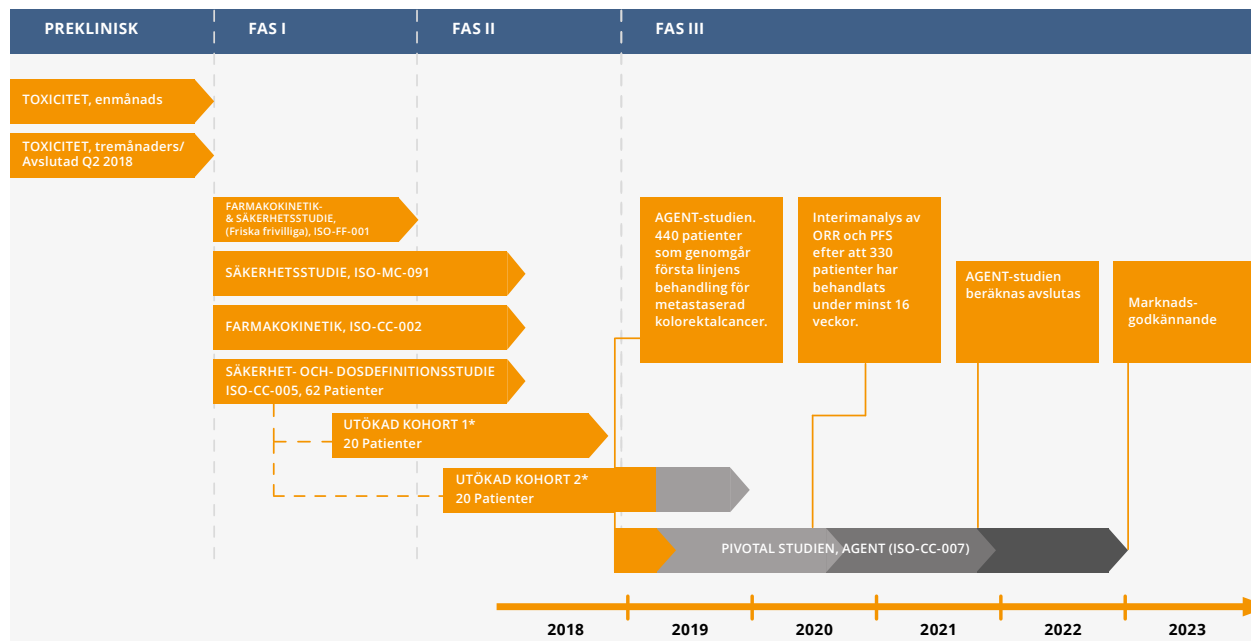 PREKLINISK
FAS I
FAS II
FAS III
TOXICITET, enmånads
TOXICITET, tremånaders/
Avslutad Q2 2018
FARMAKOKINETIK-
& SÄKERHETSSTUDIE,
(Friska frivilliga), ISO-FF-001
SÄKERHETSSTUDIE, ISO-MC-091
FARMAKOKINETIK, ISO-CC-002
SÄKERHET- OCH- DOSDEFINITIONSSTUDIE
ISO-CC-005, 62 Patienter
UTÖKAD KOHORT 1*
20 Patienter
UTÖKAD KOHORT 2*
20 Patienter
AGENT-studien.
440 patienter
som genomgår
första linjens
behandling för
metastaserad
kolorektalcancer.
Interimanalys av
ORR och PFS
efter att 330
patienter har
behandlats
under minst 16
veckor.
AGENT-studien
beräknas avslutas
Marknads-
godkännande
PIVOTAL STUDIEN, AGENT (ISO-CC-007)
2018
2019
2020
2021
2022
2023